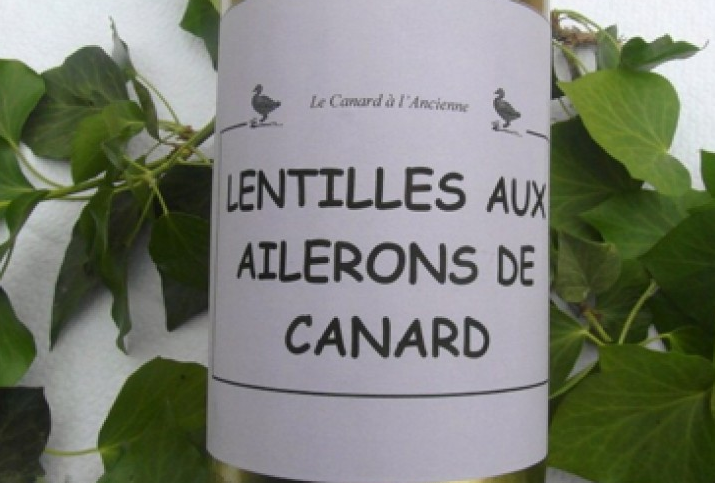 Le Canard à l'Ancienne
LENTILLES AUX
AILERONS DE
CANARD